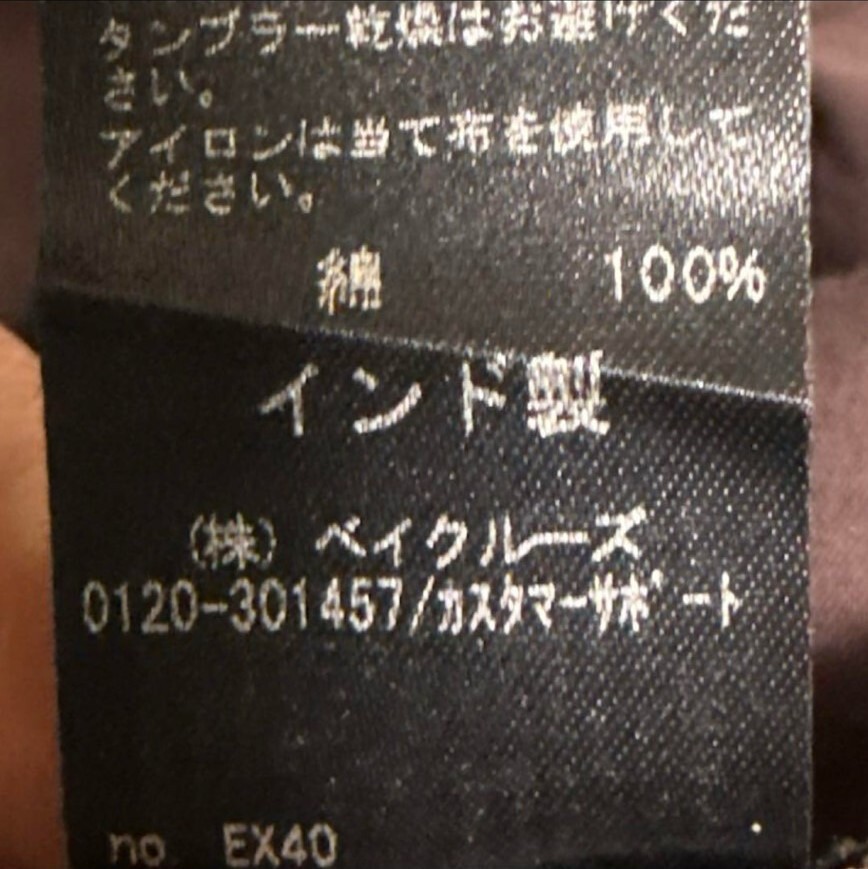 タンブラー乾燥はお避けくだ
さい。
アイロンは当て布を使用して
ください。
綿 100%
インド製
(株) ベイクルーズ
0120-301457/ｶｽﾀﾏｰｻﾎﾟｰﾄ
no. EX40